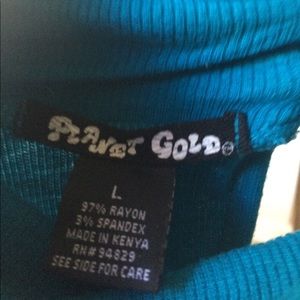 PLANET GOLD®
L
97% RAYON
3% SPANDEX
MADE IN KENYA
RN# 94829
SEE SIDE FOR CARE